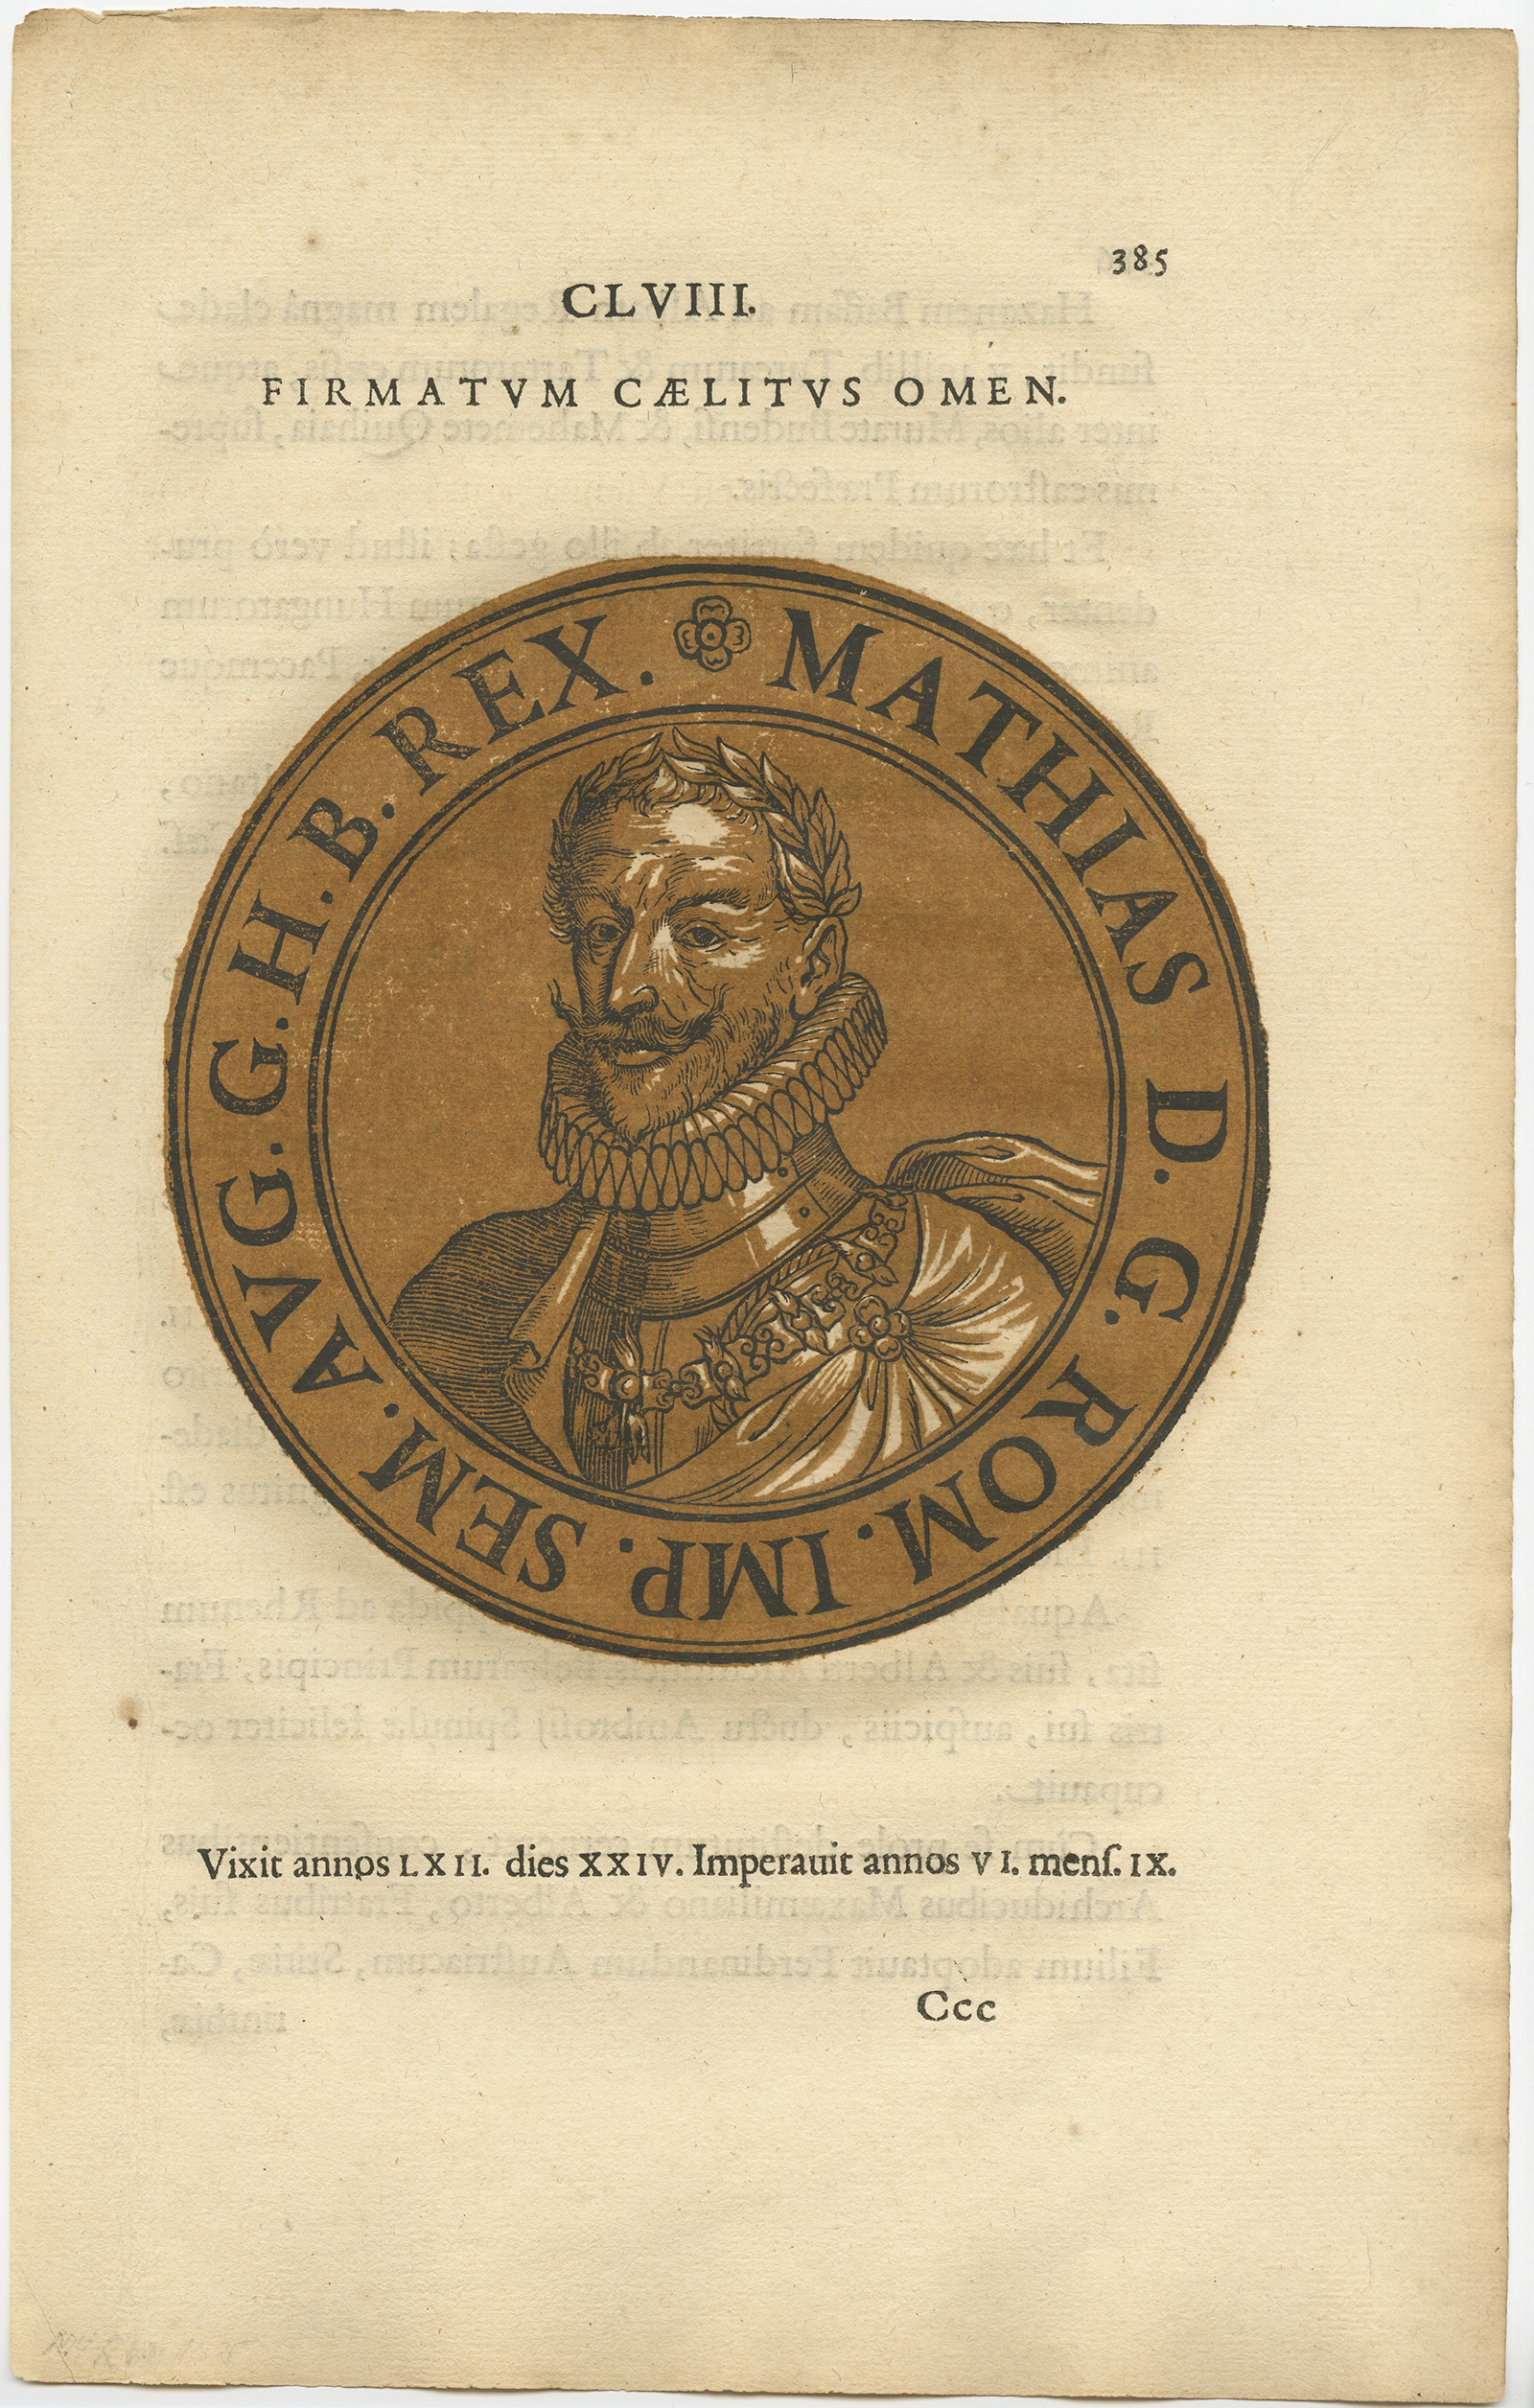 385
CLVIII.
FIRMATVM CÆLITVS OMEN.
MATHIAS D. G. ROM. IMP. SEM. AVG. G. H. B. REX.
Vixit annos LXII. dies XXIV. Imperauit annos VI. menſ. IX.
Ccc